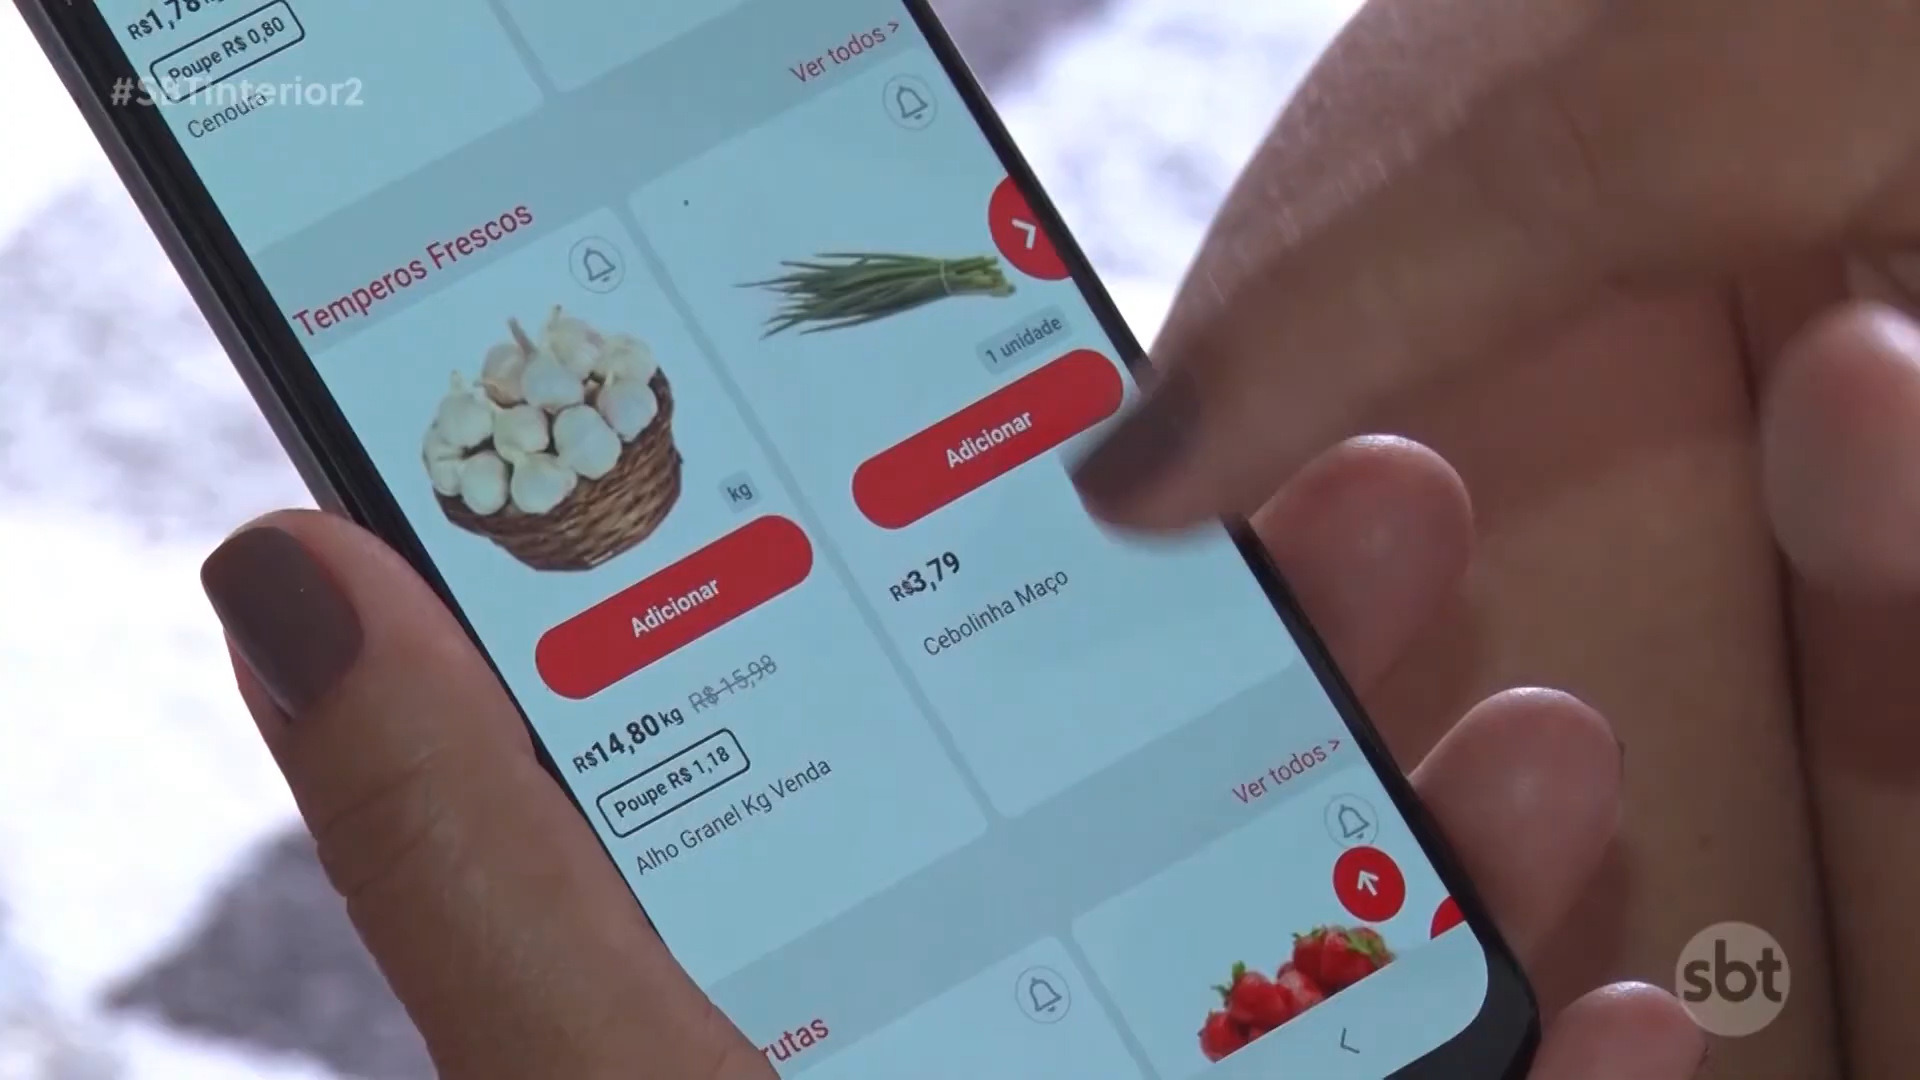 R$1,78
Poupe R$ 0,80
#SBTinterior2
Cenoura
Ver todos >
Temperos Frescos
1 unidade
Adicionar
kg
R$3,79
Adicionar
Cebolinha Maço
R$14,80 kg R$ 15,98
Poupe R$ 1,18
Alho Granel Kg Venda
Ver todos >
rutas
sbt